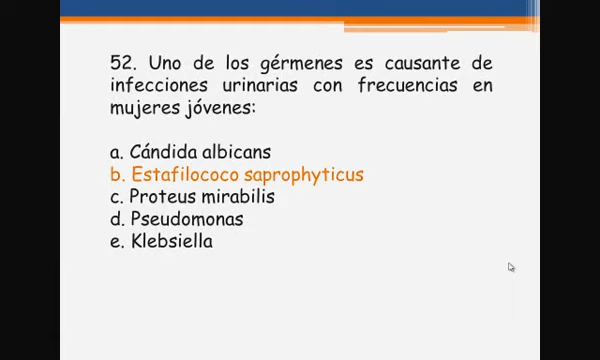 52. Uno de los gérmenes es causante de
infecciones urinarias con frecuencias en
mujeres jóvenes:
a. Cándida albicans
b. Estafilococo saprophyticus
c. Proteus mirabilis
d. Pseudomonas
e. Klebsiella